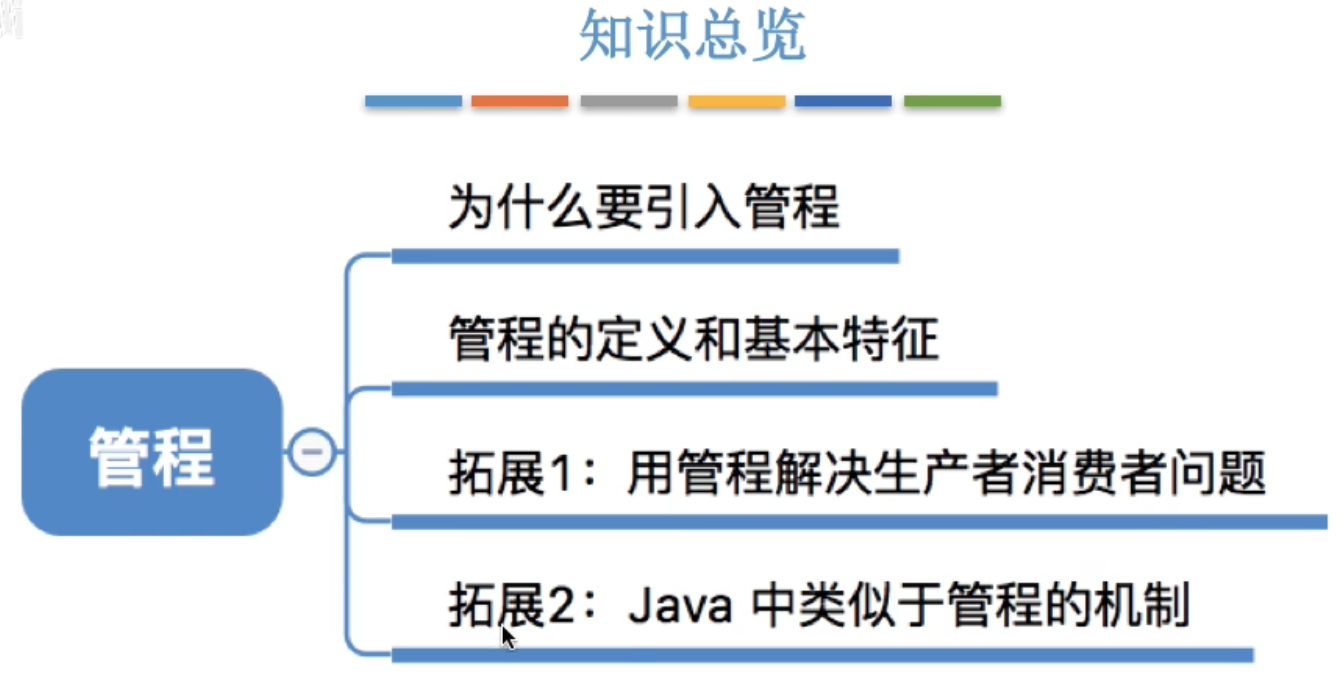 知识总览
为什么要引入管程
管程的定义和基本特征
管程
拓展1：用管程解决生产者消费者问题
拓展2：Java 中类似于管程的机制